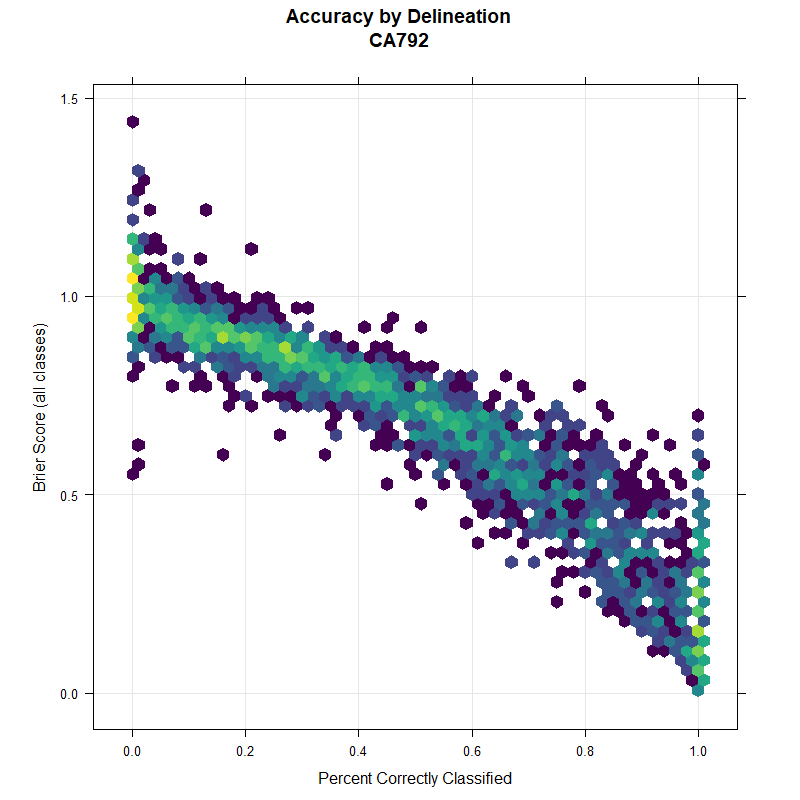 Accuracy by Delineation
CA792
1.5
1.0
0.5
0.0
Brier Score (all classes)
0.0 0.2 0.4 0.6 0.8 1.0
Percent Correctly Classified